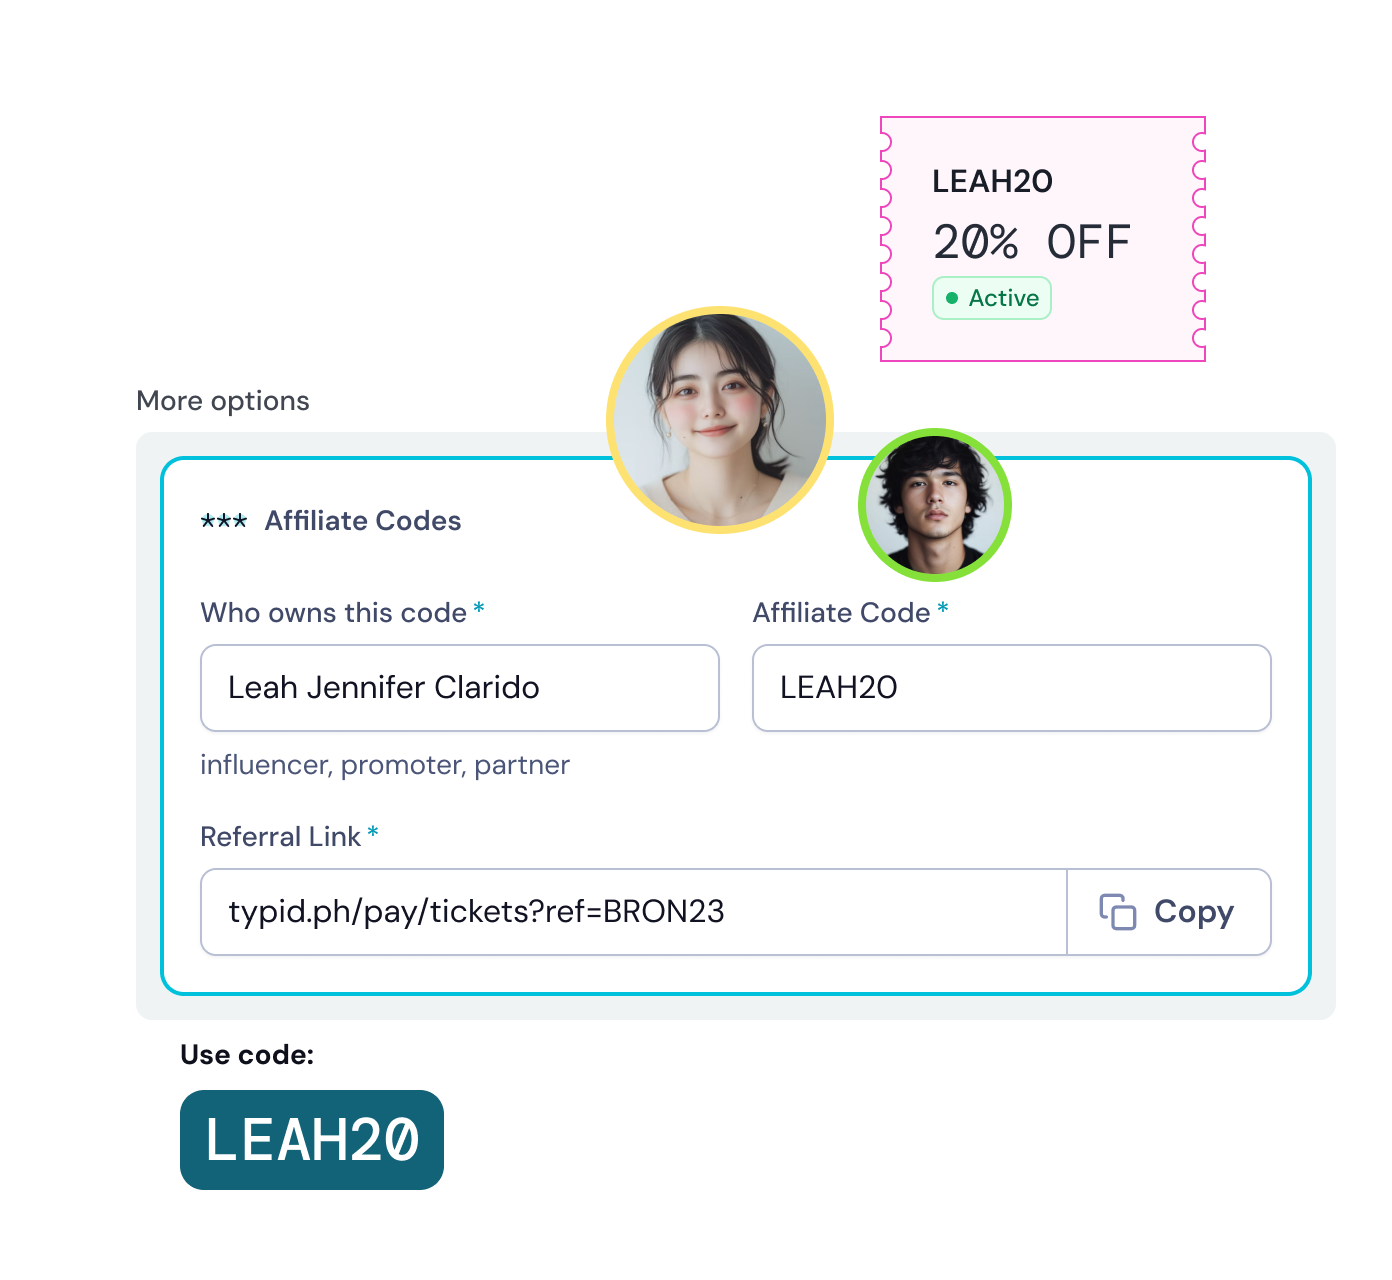 LEAH20
20% OFF
Active
More options
*** Affiliate Codes
Who owns this code *
Affiliate Code *
Leah Jennifer Clarido
LEAH20
influencer, promoter, partner
Referral Link *
typid.ph/pay/tickets?ref=BRON23
Copy
Use code:
LEAH20